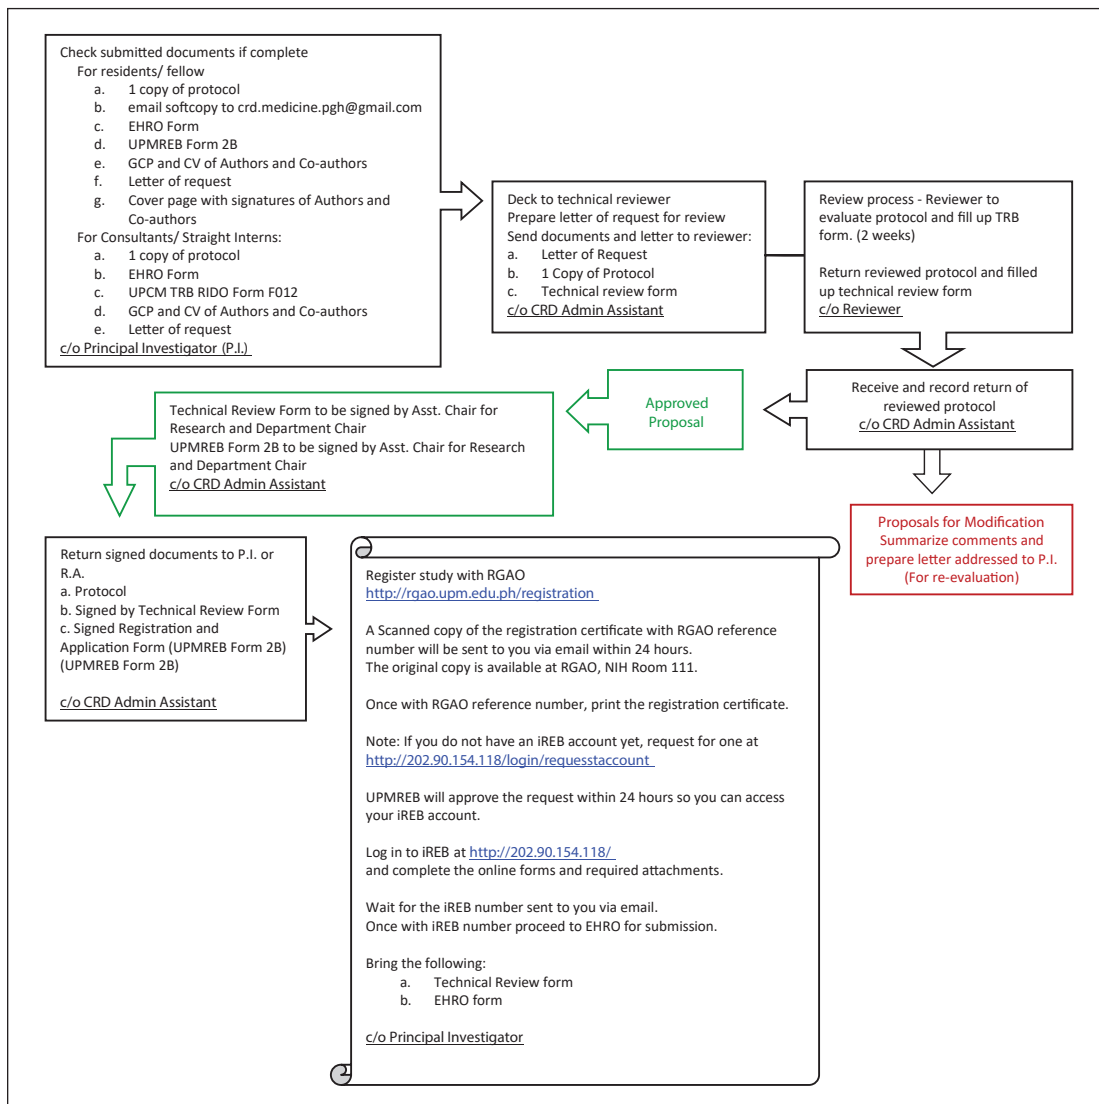 Check submitted documents if complete
For residents/ fellow
a. 1 copy of protocol
b. email softcopy to crd.medicine.pgh@gmail.com
c. EHRO Form
d. UPMREB Form 2B
e. GCP and CV of Authors and Co-authors
f. Letter of request
g. Cover page with signatures of Authors and
Co-authors
For Consultants/ Straight Interns:
a. 1 copy of protocol
b. EHRO Form
c. UPCM TRB RIDO Form F012
d. GCP and CV of Authors and Co-authors
e. Letter of request
c/o Principal Investigator (P.I.)
Deck to technical reviewer
Prepare letter of request for review
Send documents and letter to reviewer:
a. Letter of Request
b. 1 Copy of Protocol
c. Technical review form
c/o CRD Admin Assistant
Review process - Reviewer to
evaluate protocol and fill up TRB
form. (2 weeks)
Return reviewed protocol and filled
up technical review form
c/o Reviewer
Receive and record return of
reviewed protocol
c/o CRD Admin Assistant
Approved
Proposal
Technical Review Form to be signed by Asst. Chair for
Research and Department Chair
UPMREB Form 2B to be signed by Asst. Chair for Research
and Department Chair
c/o CRD Admin Assistant
Proposals for Modification
Summarize comments and
prepare letter addressed to P.I.
(For re-evaluation)
Return signed documents to P.I. or
R.A.
a. Protocol
b. Signed by Technical Review Form
c. Signed Registration and
Application Form (UPMREB Form 2B)
(UPMREB Form 2B)
c/o CRD Admin Assistant
Register study with RGAO
http://rgao.upm.edu.ph/registration
A Scanned copy of the registration certificate with RGAO reference
number will be sent to you via email within 24 hours.
The original copy is available at RGAO, NIH Room 111.
Once with RGAO reference number, print the registration certificate.
Note: If you do not have an iREB account yet, request for one at
http://202.90.154.118/login/requesstaccount
UPMREB will approve the request within 24 hours so you can access
your iREB account.
Log in to iREB at http://202.90.154.118/
and complete the online forms and required attachments.
Wait for the iREB number sent to you via email.
Once with iREB number proceed to EHRO for submission.
Bring the following:
a. Technical Review form
b. EHRO form
c/o Principal Investigator